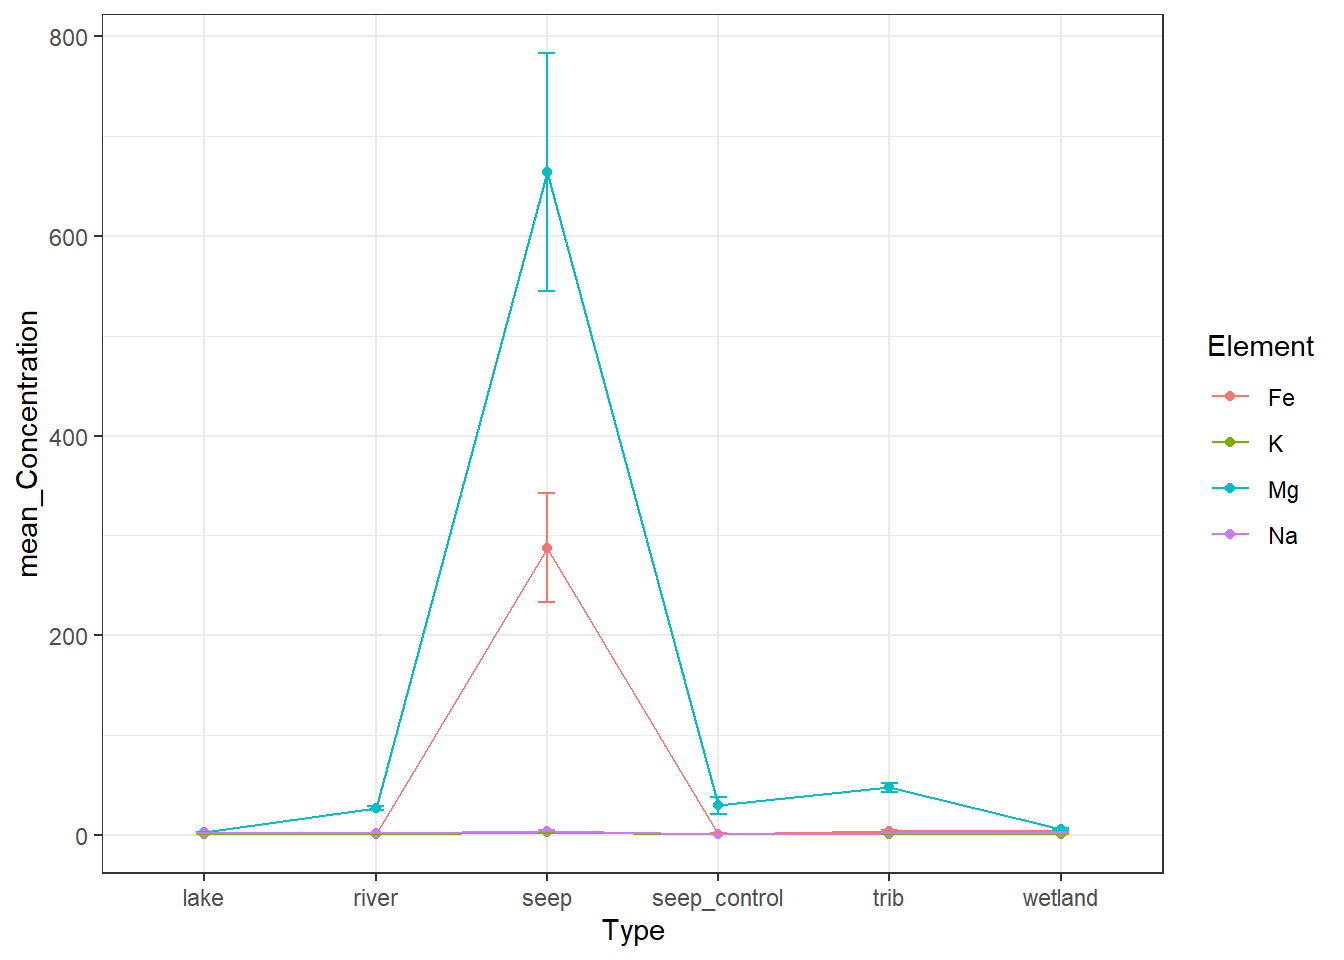 800
600
400
200
0
mean_Concentration
lake river seep seep_control trib wetland
Type
Element
Fe
K
Mg
Na